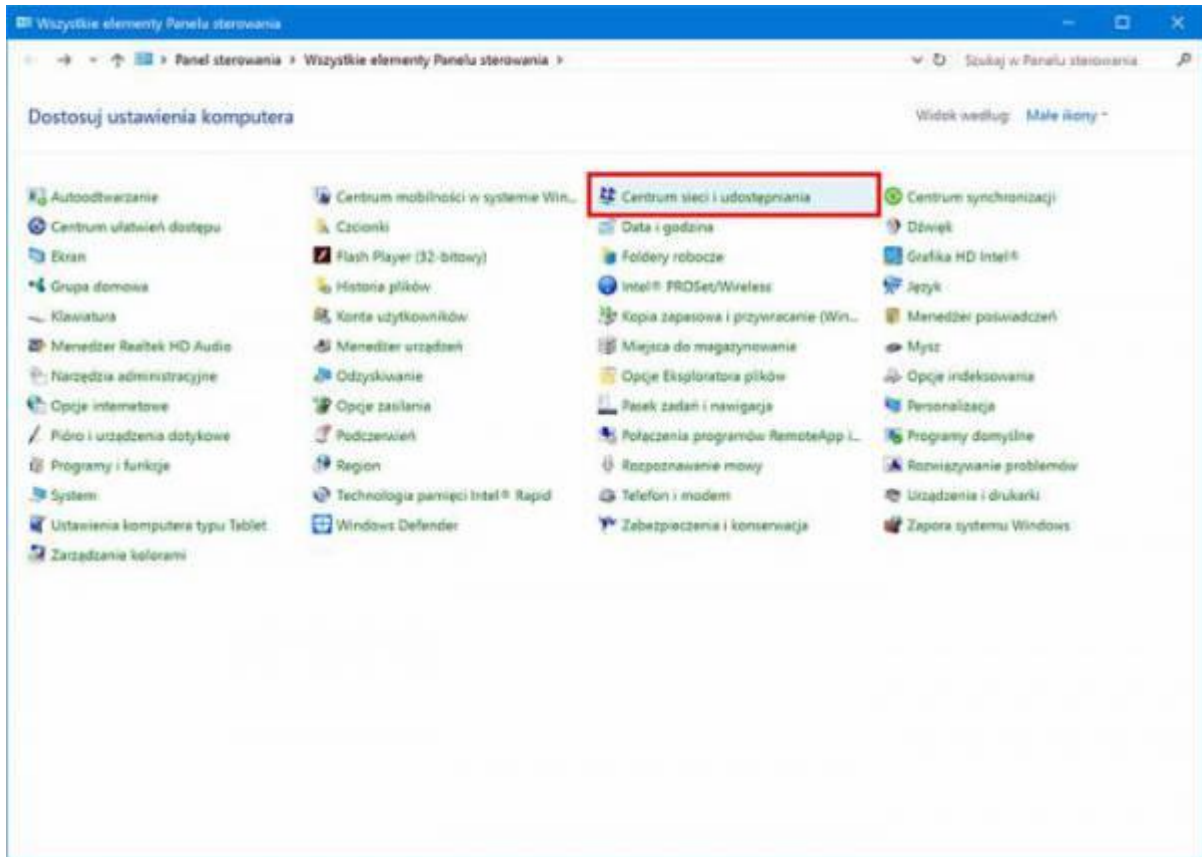 Wszystkie elementy Panelu sterowania
Panel sterowania > Wszystkie elementy Panelu sterowania >
Szukaj w Panelu sterowania
Dostosuj ustawienia komputera
Widok według: Małe ikony
Autoodtwarzanie
Centrum mobilności w systemie Win...
Centrum sieci i udostępniania
Centrum synchronizacji
Centrum ułatwień dostępu
Czcionki
Data i godzina
Dźwięk
Ekran
Flash Player (32-bitowy)
Foldery robocze
Grafika HD Intel®
Grupa domowa
Historia plików
Intel® PROSet/Wireless
Język
Klawiatura
Konta użytkowników
Kopia zapasowa i przywracanie (Win...
Menedżer poświadczeń
Menedżer Realtek HD Audio
Menedżer urządzeń
Miejsca do magazynowania
Mysz
Narzędzia administracyjne
Odzyskiwanie
Opcje Eksploratora plików
Opcje indeksowania
Opcje internetowe
Opcje zasilania
Pasek zadań i nawigacja
Personalizacja
Pióro i urządzenia dotykowe
Podczerwień
Połączenia programów RemoteApp i...
Programy domyślne
Programy i funkcje
Region
Rozpoznawanie mowy
Rozwiązywanie problemów
System
Technologia pamięci Intel® Rapid
Telefon i modem
Urządzenia i drukarki
Ustawienia komputera typu Tablet
Windows Defender
Zabezpieczenia i konserwacja
Zapora systemu Windows
Zarządzanie kolorami